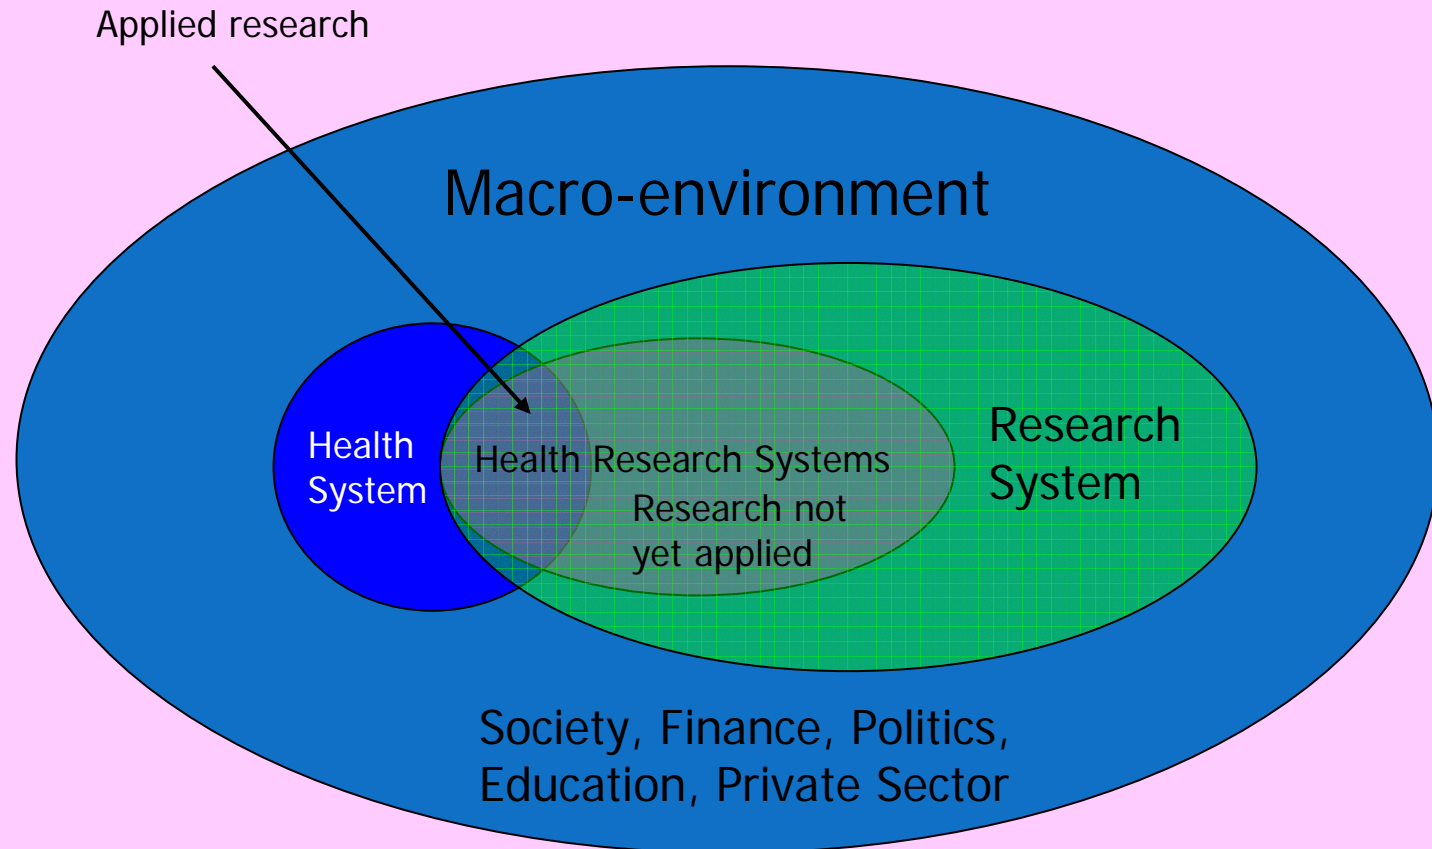 Applied research
Macro-environment
Health
System
Health Research Systems
Research not
yet applied
Research
System
Society, Finance, Politics,
Education, Private Sector